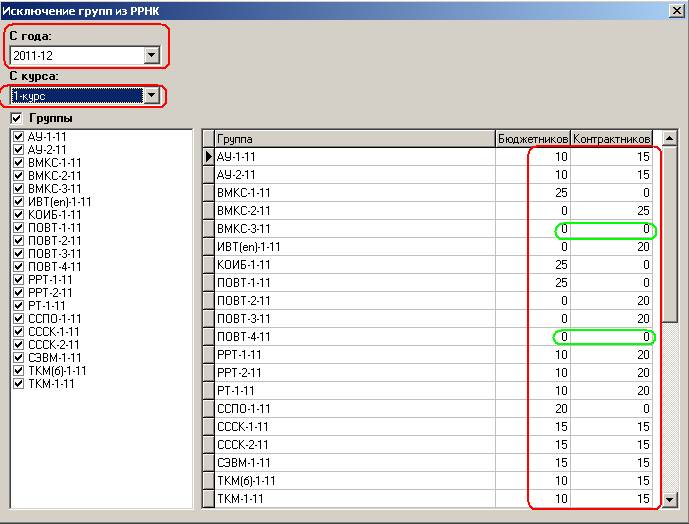 Исключение групп из РРНК
С года:
2011-12
С курса:
1-курс
Группы
АУ-1-11
АУ-2-11
ВМКС-1-11
ВМКС-2-11
ВМКС-3-11
ИВТ(en)-1-11
КОИБ-1-11
ПОВТ-1-11
ПОВТ-2-11
ПОВТ-3-11
ПОВТ-4-11
РРТ-1-11
РРТ-2-11
РТ-1-11
ССПО-1-11
СССК-1-11
СССК-2-11
СЭВМ-1-11
ТКМ(б)-1-11
ТКМ-1-11
Группа Бюджетников Контрактников
АУ-1-11 10 15
АУ-2-11 10 15
ВМКС-1-11 25 0
ВМКС-2-11 0 25
ВМКС-3-11 0 0
ИВТ(en)-1-11 0 20
КОИБ-1-11 25 0
ПОВТ-1-11 25 0
ПОВТ-2-11 0 20
ПОВТ-3-11 0 20
ПОВТ-4-11 0 0
РРТ-1-11 10 20
РРТ-2-11 10 20
РТ-1-11 10 20
ССПО-1-11 20 0
СССК-1-11 15 15
СССК-2-11 15 15
СЭВМ-1-11 15 15
ТКМ(б)-1-11 10 15
ТКМ-1-11 10 15